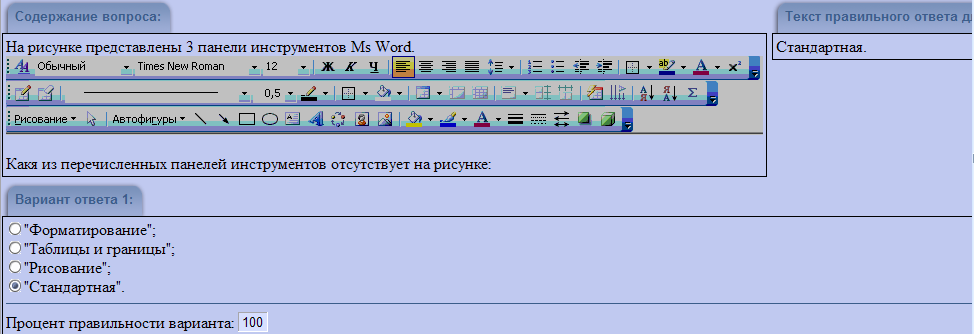 Содержание вопроса:
Текст правильного ответа д
На рисунке представлены 3 панели инструментов Ms Word.
Стандартная.
Обычный Times New Roman 12 Ж К Ч
0,5
Рисование Автофигуры
Какя из перечисленных панелей инструментов отсутствует на рисунке:
Вариант ответа 1:
"Форматирование";
"Таблицы и границы";
"Рисование";
"Стандартная".
Процент правильности варианта: 100